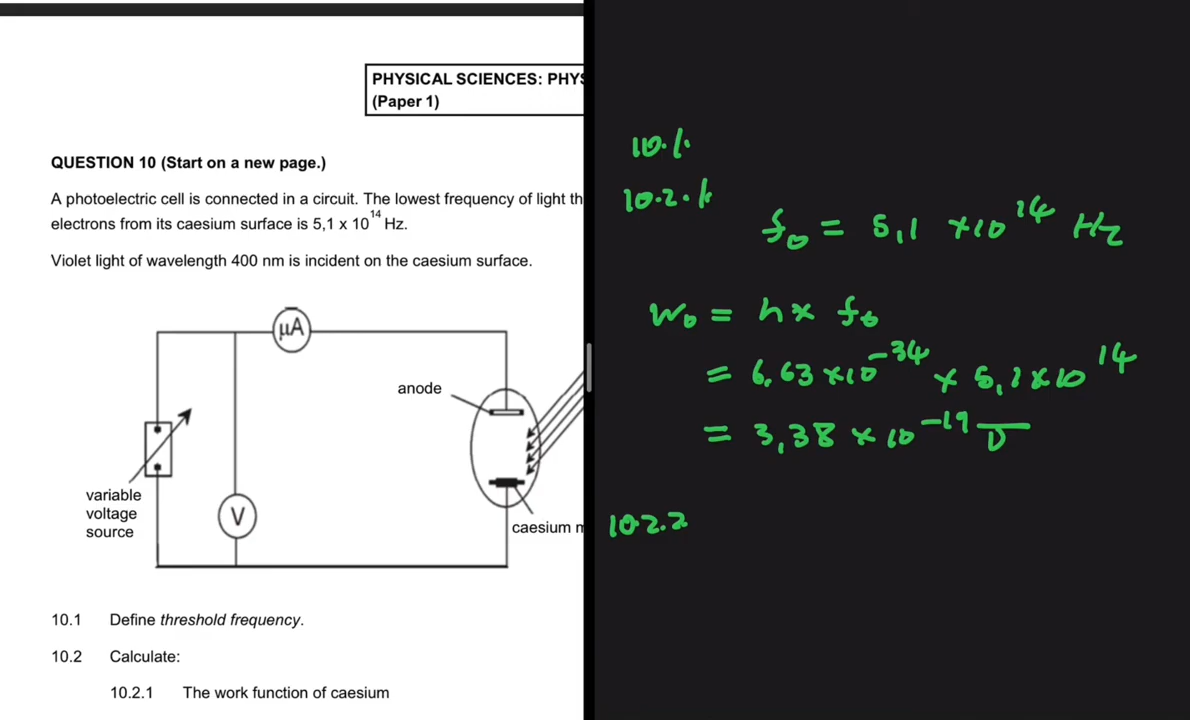 PHYSICAL SCIENCES: PHYS
(Paper 1)
QUESTION 10 (Start on a new page.)
A photoelectric cell is connected in a circuit. The lowest frequency of light th
electrons from its caesium surface is 5,1 x 10^14 Hz.
Violet light of wavelength 400 nm is incident on the caesium surface.
µA
anode
variable
voltage
source
V
caesium m
10.1 Define threshold frequency.
10.2 Calculate:
10.2.1 The work function of caesium
10.1.
10.2.1
f₀ = 5,1 × 10^14 Hz
W₀ = h × f₀
= 6,63 × 10^-34 × 5,1 × 10^14
= 3,38 × 10^-19 J
10.2.2